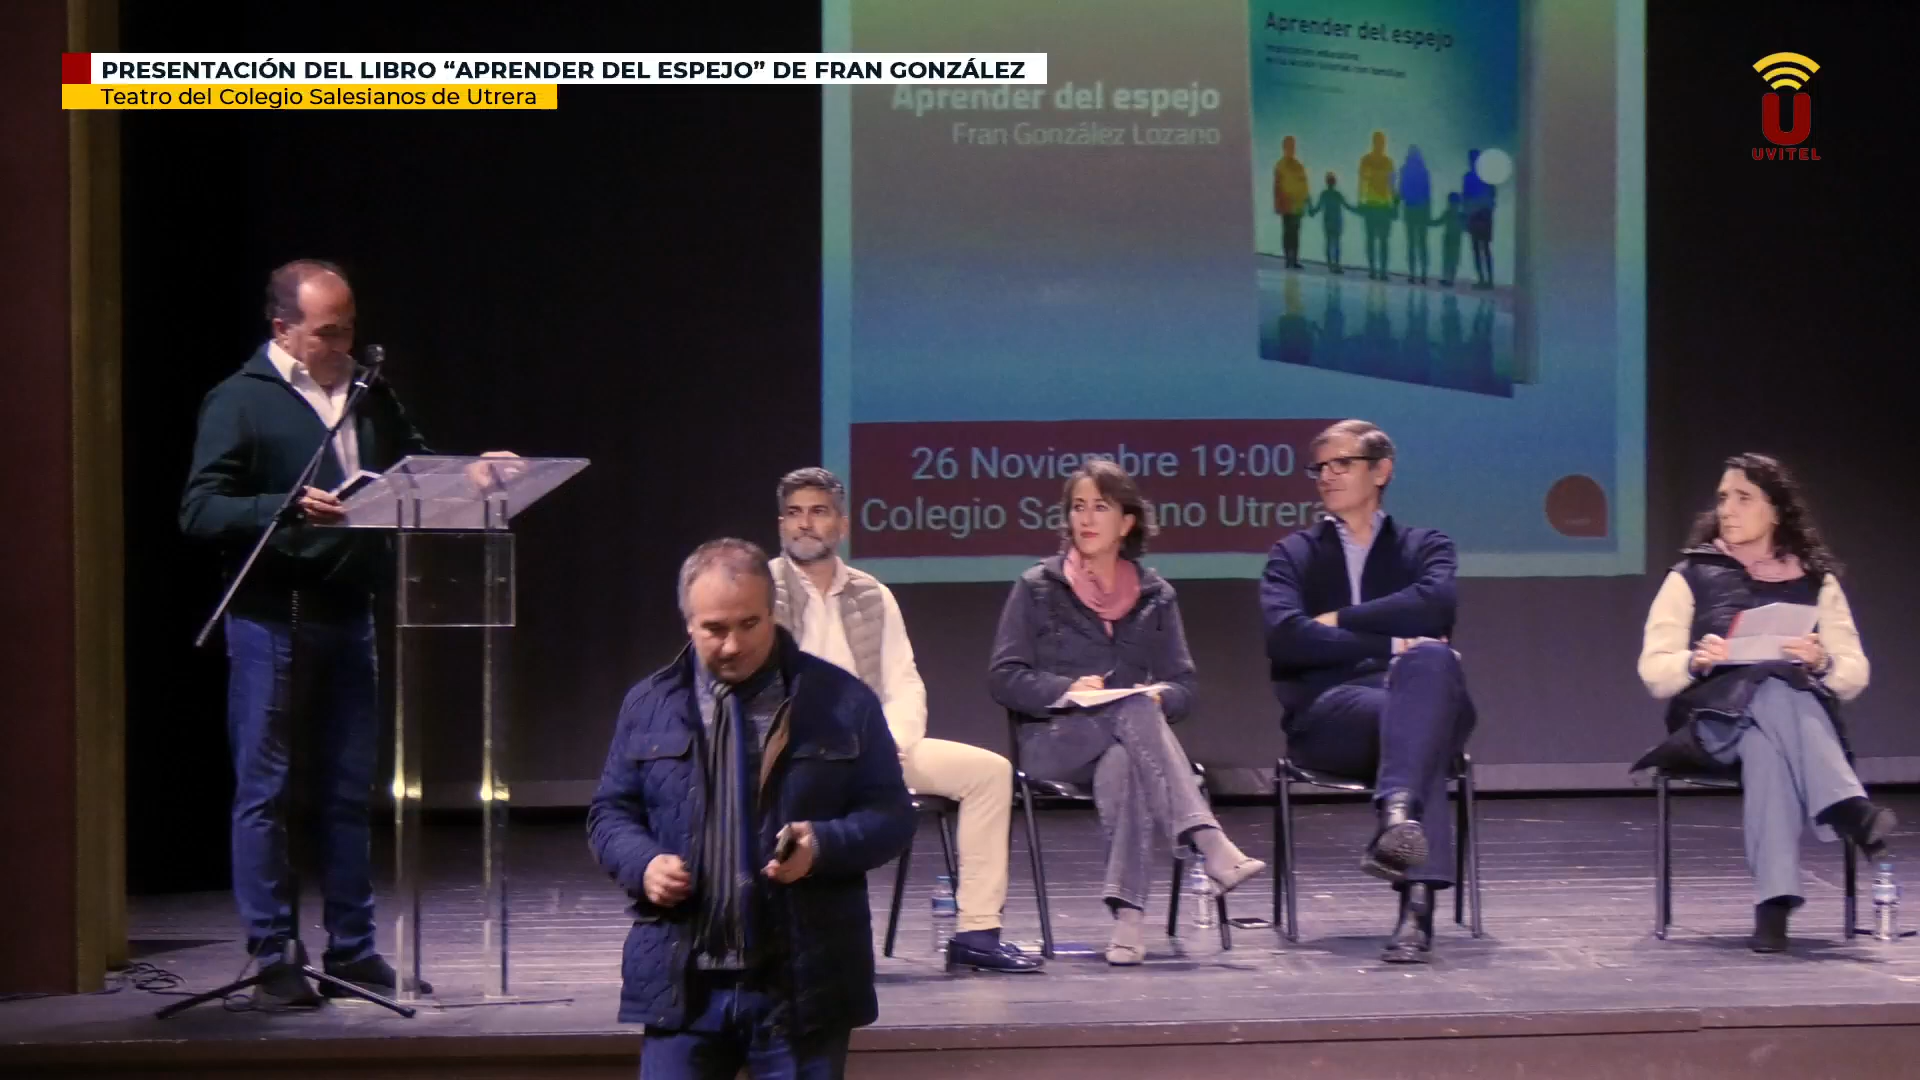 PRESENTACIÓN DEL LIBRO “APRENDER DEL ESPEJO” DE FRAN GONZÁLEZ
Teatro del Colegio Salesianos de Utrera
UVITEL
Aprender del espejo
Fran González Lozano
Aprender del espejo
26 Noviembre 19:00
Colegio Sa ano Utrera